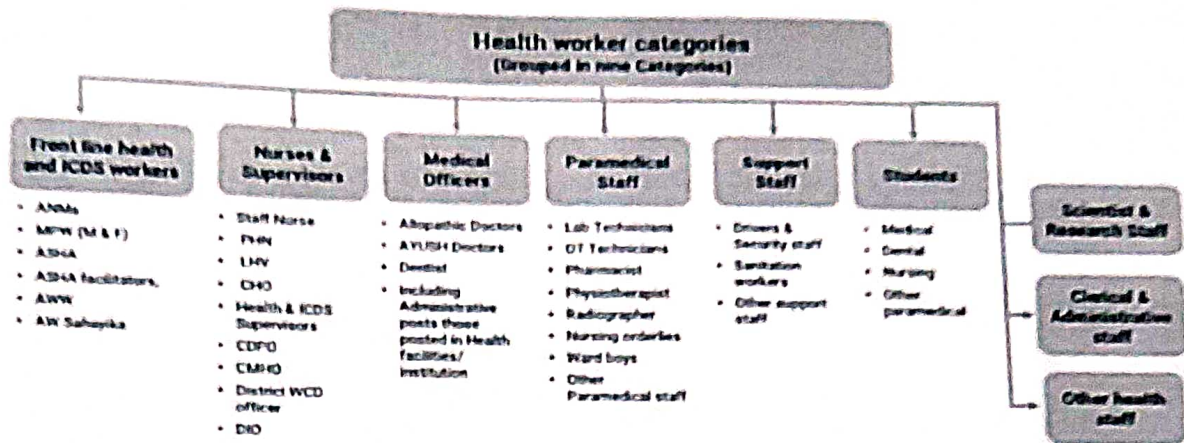 Health worker categories
(Grouped in nine Categories)
Front line health
and ICDS workers
• ANMs
• MPW (M & F)
• ASHA
• ASHA facilitators,
• AWW
• AW Sahayika
Nurses &
Supervisors
• Staff Nurse
• PHN
• LHV
• CHO
• Health & ICDS
Supervisors
• CDPO
• CMHO
• District WCD
officer
• DIO
Medical
Officers
• Allopathic Doctors
• AYUSH Doctors
• Dentist
• Including
Administrative
posts those
posted in Health
facilities/
Institution
Paramedical
Staff
• Lab Technicians
• OT Technicians
• Pharmacist
• Physiotherapist
• Radiographer
• Nursing orderlies
• Ward boys
• Other
Paramedical staff
Support
Staff
• Drivers &
Security staff
• Sanitation
workers
• Other support
staff
Students
• Medical
• Dental
• Nursing
• Other
paramedical
Scientist &
Research Staff
Clerical &
Administrative
staff
Other health
staff